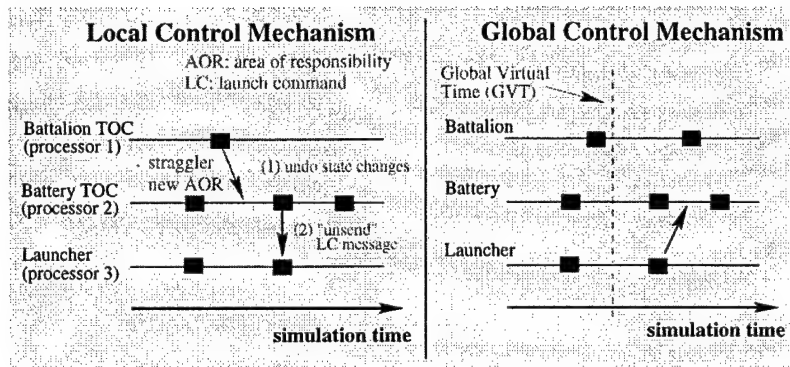 Local Control Mechanism
AOR: area of responsibility
LC: launch command
Battalion TOC
(processor 1)
straggler
new AOR
(1) undo state changes
Battery TOC
(processor 2)
(2) "unsend"
LC message
Launcher
(processor 3)
simulation time
Global Control Mechanism
Global Virtual
Time (GVT)
Battalion
Battery
Launcher
simulation time